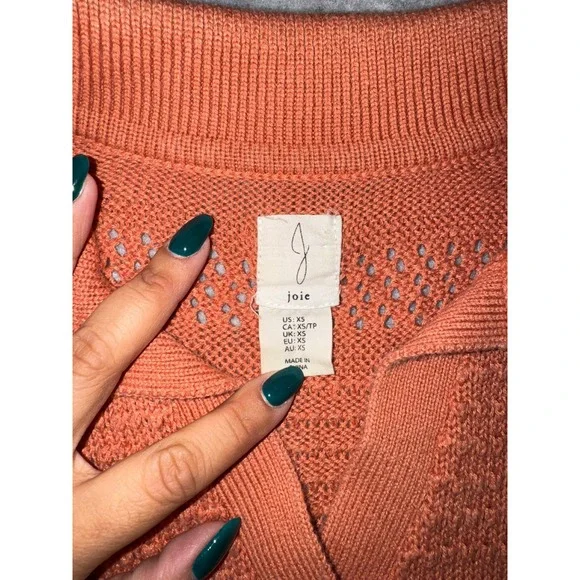 J
joie
US: XS
CA: XS/TP
UK: XS
EU: XS
AU: XS
MADE IN